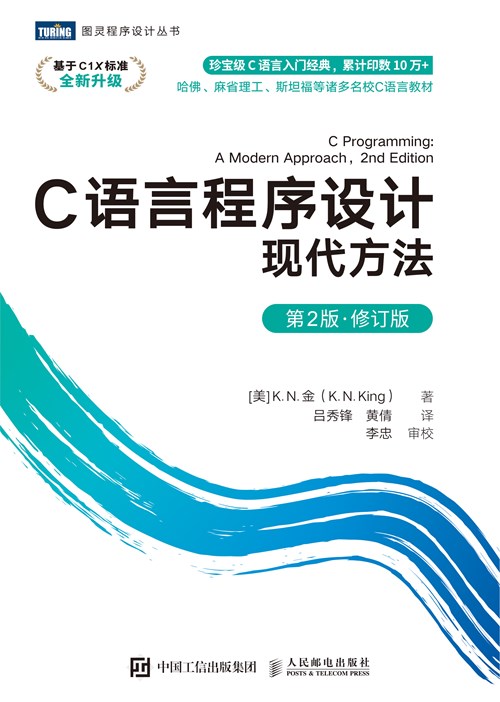 TURING 图灵程序设计丛书
基于C1X标准
全新升级
珍宝级C语言入门经典，累计印数10万+
哈佛、麻省理工、斯坦福等诸多名校C语言教材
C Programming:
A Modern Approach, 2nd Edition
C语言程序设计
现代方法
第2版·修订版
[美]K. N. 金（K. N. King） 著
吕秀锋 黄倩 译
李忠 审校
中国工信出版集团 人民邮电出版社
POSTS & TELECOM PRESS